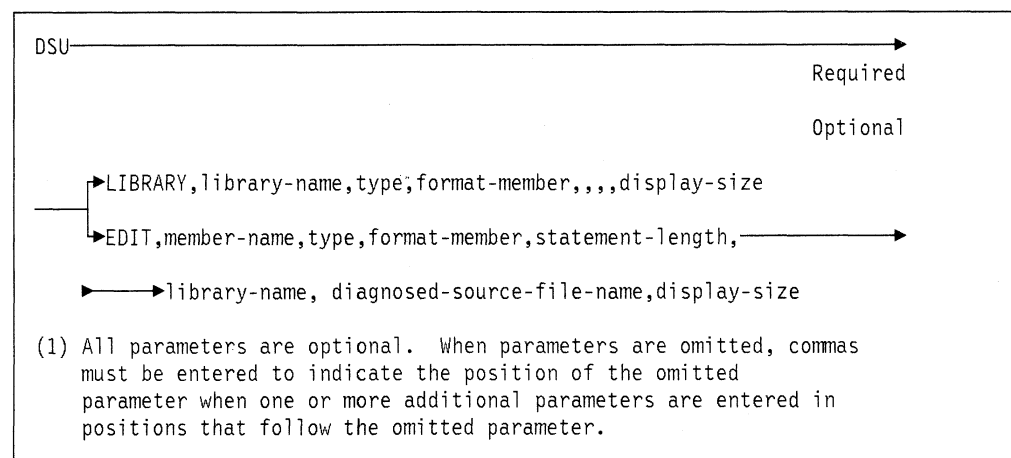 DSU
Required
Optional
LIBRARY,library-name,type,format-member,,,,display-size
EDIT,member-name,type,format-member,statement-length,
library-name, diagnosed-source-file-name,display-size
(1) All parameters are optional. When parameters are omitted, commas
must be entered to indicate the position of the omitted
parameter when one or more additional parameters are entered in
positions that follow the omitted parameter.